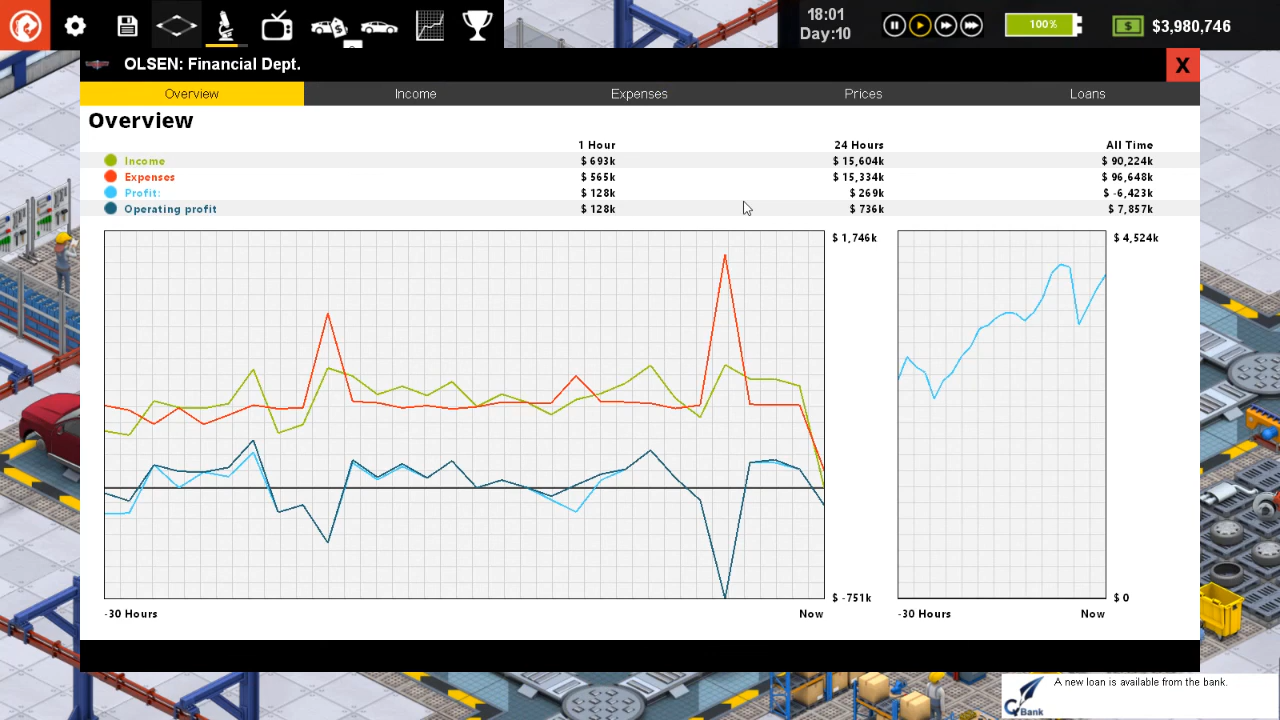 18:01
Day:10
100%
$3,980,746
OLSEN: Financial Dept.
X
Overview Income Expenses Prices Loans
Overview
1 Hour 24 Hours All Time
Income $ 693k $ 15,604k $ 90,224k
Expenses $ 565k $ 15,334k $ 96,648k
Profit: $ 128k $ 269k $ -6,423k
Operating profit $ 128k $ 736k $ 7,857k
$ 1,746k $ 4,524k
$ -751k $ 0
-30 Hours Now -30 Hours Now
A new loan is available from the bank.
Bank